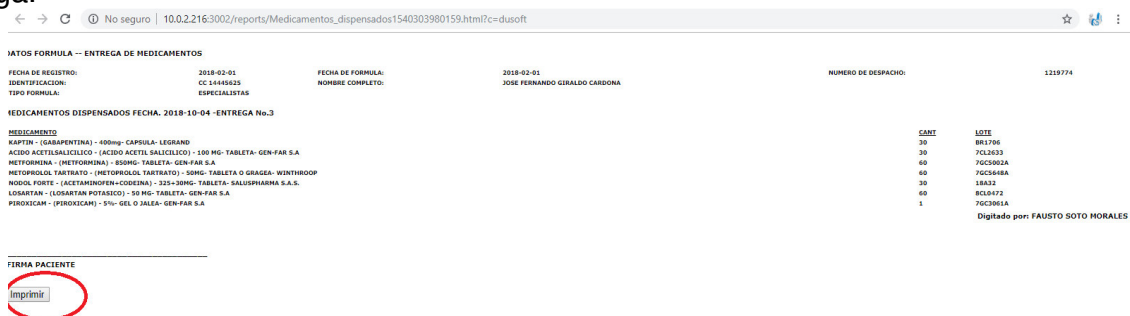 No seguro | 10.0.2.216:3002/reports/Medicamentos_dispensados1540303980159.html?c=dusoft
DATOS FORMULA -- ENTREGA DE MEDICAMENTOS
FECHA DE REGISTRO: 2018-02-01 FECHA DE FORMULA: 2018-02-01 NUMERO DE DESPACHO: 1219774
IDENTIFICACION: CC 14445625 NOMBRE COMPLETO: JOSE FERNANDO GIRALDO CARDONA
TIPO FORMULA: ESPECIALISTAS
MEDICAMENTOS DISPENSADOS FECHA. 2018-10-04 -ENTREGA No.3
MEDICAMENTO CANT LOTE
KAPTIN - (GABAPENTINA) - 400mg- CAPSULA- LEGRAND 30 BR1706
ACIDO ACETILSALICILICO - (ACIDO ACETIL SALICILICO) - 100 MG- TABLETA- GEN-FAR S.A 30 7CL2633
METFORMINA - (METFORMINA) - 850MG- TABLETA- GEN-FAR S.A 60 7GC5002A
METOPROLOL TARTRATO - (METOPROLOL TARTRATO) - 50MG- TABLETA O GRAGEA- WINTHROOP 60 7GC5648A
NODOL FORTE - (ACETAMINOFEN+CODEINA) - 325+30MG- TABLETA- SALUSPHARMA S.A.S. 30 18A32
LOSARTAN - (LOSARTAN POTASICO) - 50 MG- TABLETA- GEN-FAR S.A 60 8CL0472
PIROXICAM - (PIROXICAM) - 5%- GEL O JALEA- GEN-FAR S.A 1 7GC3061A
Digitado por: FAUSTO SOTO MORALES
FIRMA PACIENTE
Imprimir